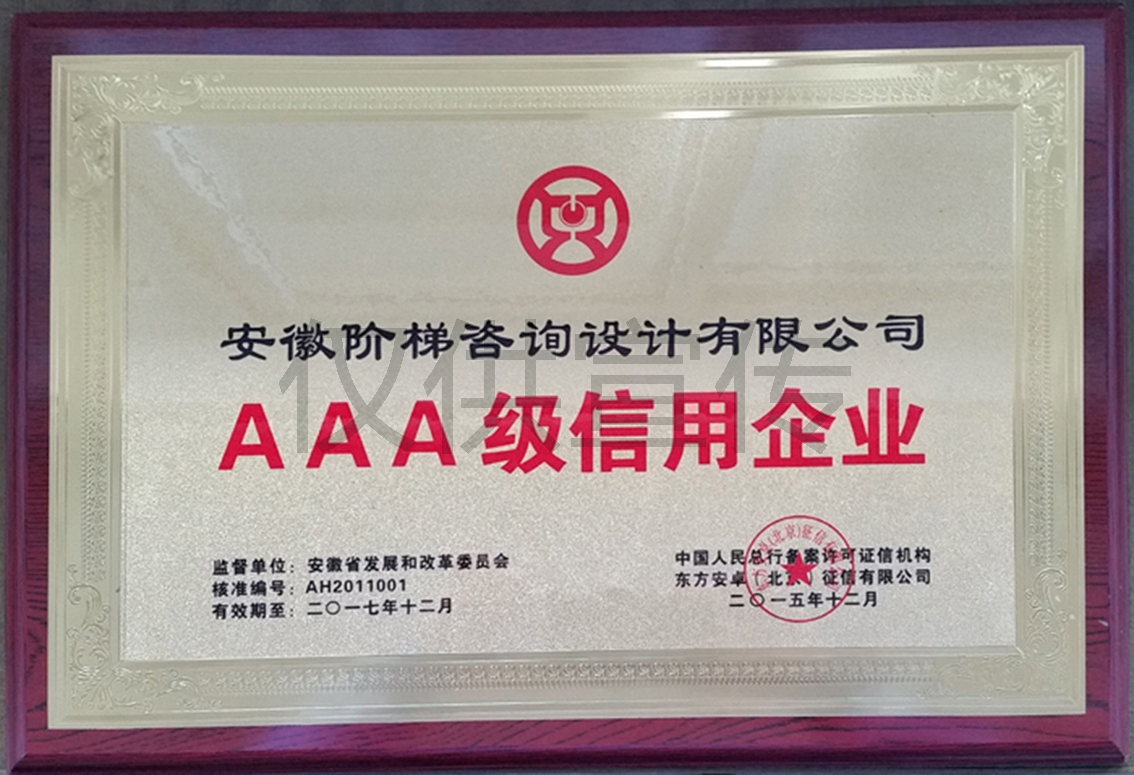 安徽阶梯咨询设计有限公司
仅供宣传
AAA级信用企业
监督单位：安徽省发展和改革委员会
核准编号：AH2011001
有效期至：二〇一七年十二月
中国人民总行备案许可证信机构
东方安卓（北京）征信有限公司
二〇一五年十二月